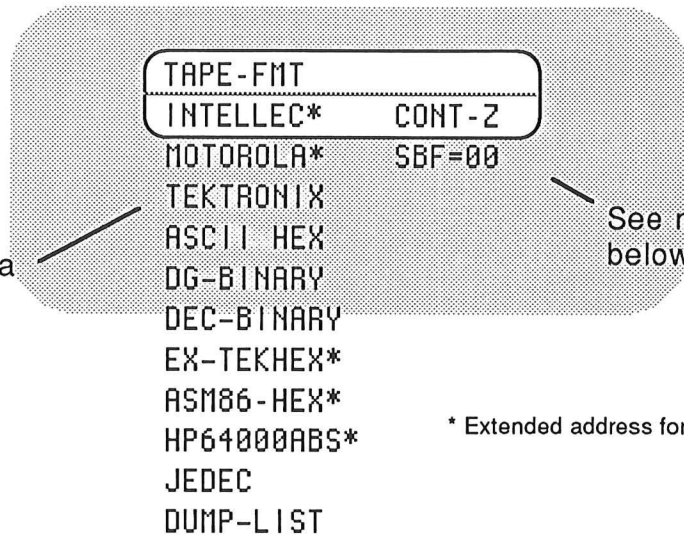 TAPE-FMT
INTELLEC* CONT-Z
MOTOROLA* SBF=00
TEKTRONIX
See
ASCII HEX
below
a
DG-BINARY
DEC-BINARY
EX-TEKHEX*
ASM86-HEX*
* Extended address
HP64000ABS*
JEDEC
DUMP-LIST